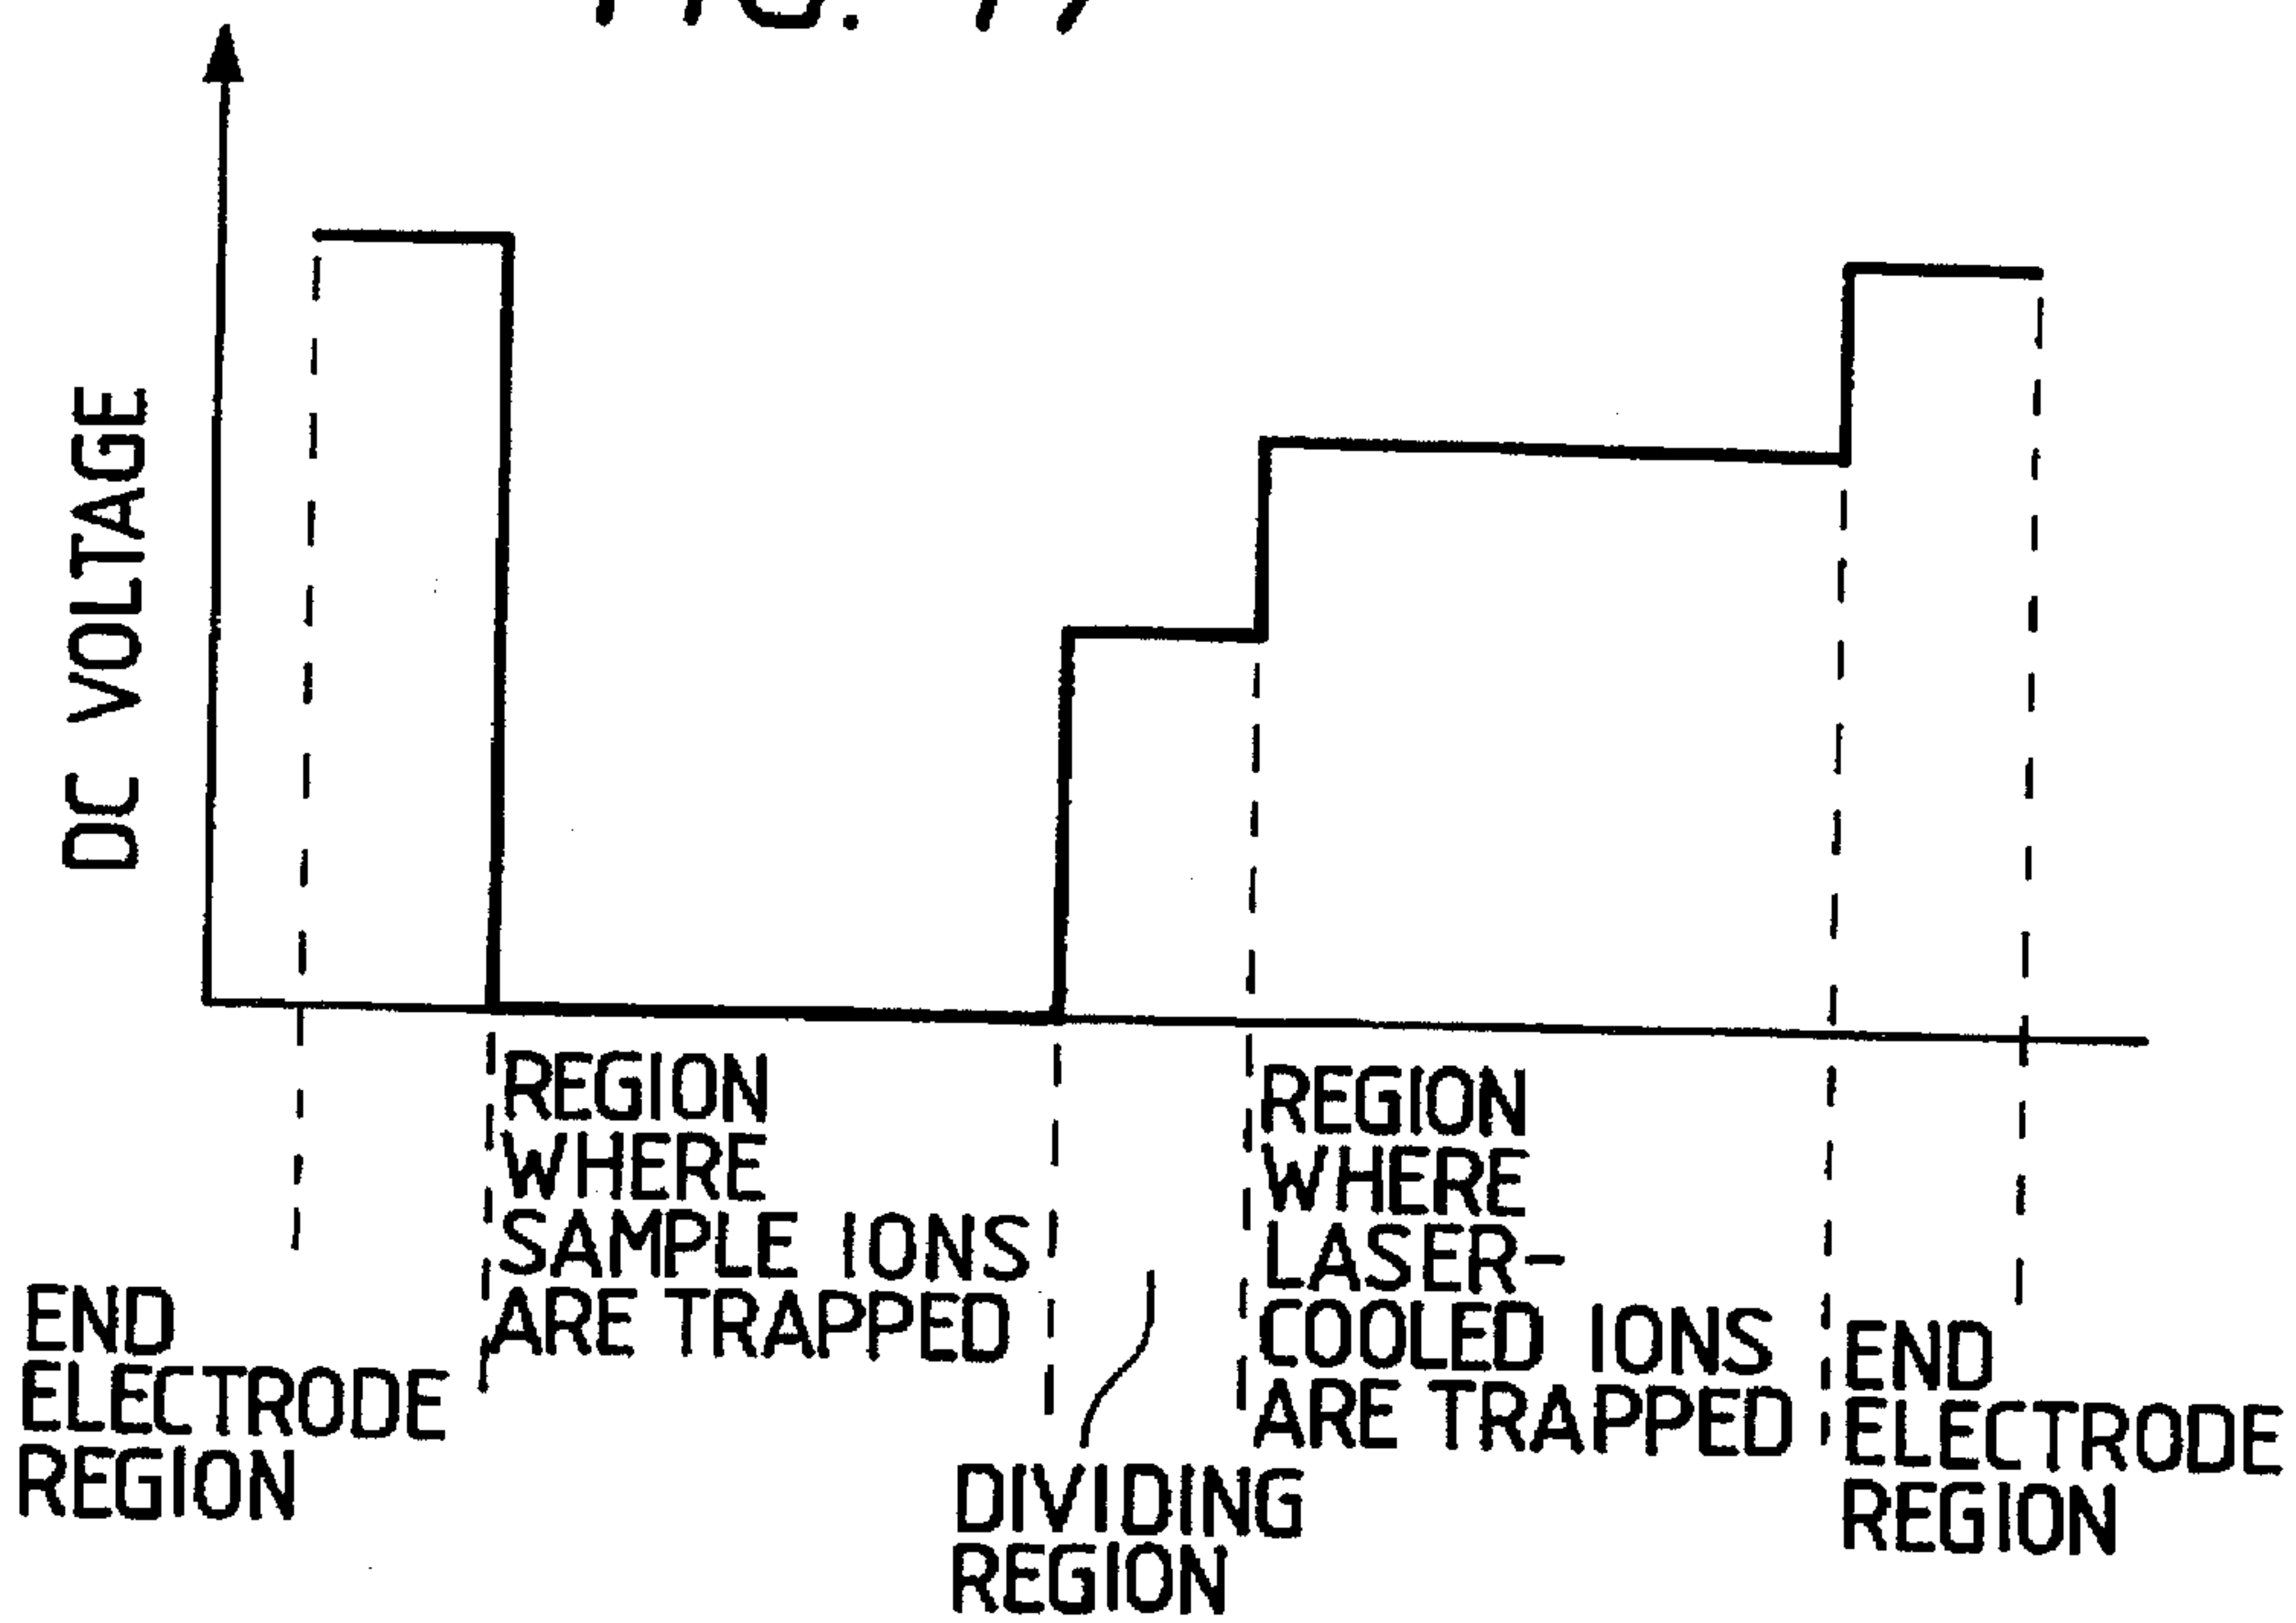 DC VOLTAGE
REGION
WHERE
SAMPLE IONS
ARE TRAPPED
REGION
WHERE
LASER-
COOLED IONS
ARE TRAPPED
END
ELECTRODE
REGION
DIVIDING
REGION
END
ELECTRODE
REGION